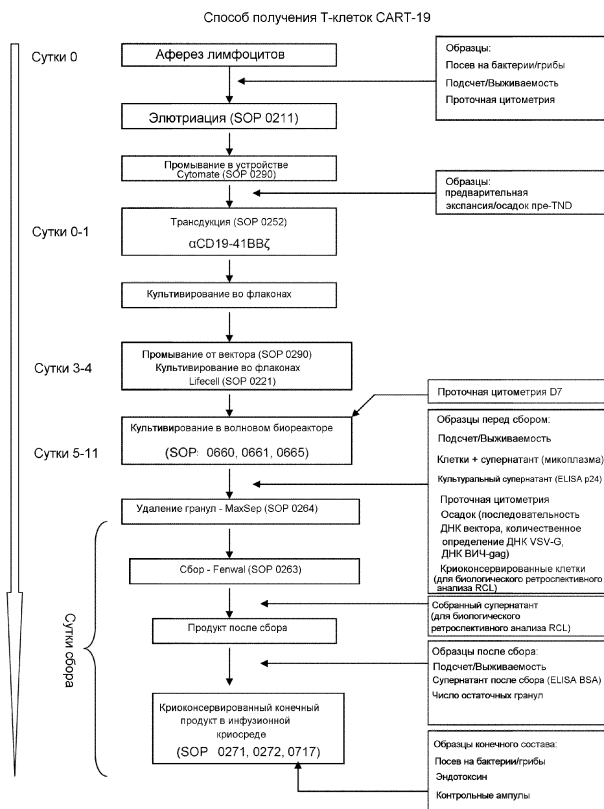 Способ получения Т-клеток CART-19
Сутки 0
Аферез лимфоцитов
Образцы:
Посев на бактерии/грибы
Подсчет/Выживаемость
Проточная цитометрия
Элютриация (SOP 0211)
Промывание в устройстве
Cytomate (SOP 0290)
Образцы:
предварительная
экспансия/осадок пре-TND
Сутки 0-1
Трансдукция (SOP 0252)
αCD19-41BBζ
Культивирование во флаконах
Сутки 3-4
Промывание от вектора (SOP 0290)
Культивирование во флаконах
Lifecell (SOP 0221)
Проточная цитометрия D7
Сутки 5-11
Культивирование в волновом биореакторе
(SOP: 0660, 0661, 0665)
Образцы перед сбором:
Подсчет/Выживаемость
Клетки + супернатант (микоплазма)
Культуральный супернатант (ELISA p24)
Проточная цитометрия
Осадок (последовательность
ДНК вектора, количественное
определение ДНК VSV-G,
ДНК ВИЧ-gag)
Криоконсервированные клетки
(для биологического ретроспективного
анализа RCL)
Удаление гранул - MaxSep (SOP 0264)
Сутки сбора
Сбор - Fenwal (SOP 0263)
Собранный супернатант
(для биологического
ретроспективного анализа RCL)
Продукт после сбора
Образцы после сбора:
Подсчет/Выживаемость
Супернатант после сбора (ELISA BSA)
Число остаточных гранул
Криоконсервированный конечный
продукт в инфузионной
криосреде
(SOP 0271, 0272, 0717)
Образцы конечного состава:
Посев на бактерии/грибы
Эндотоксин
Контрольные ампулы